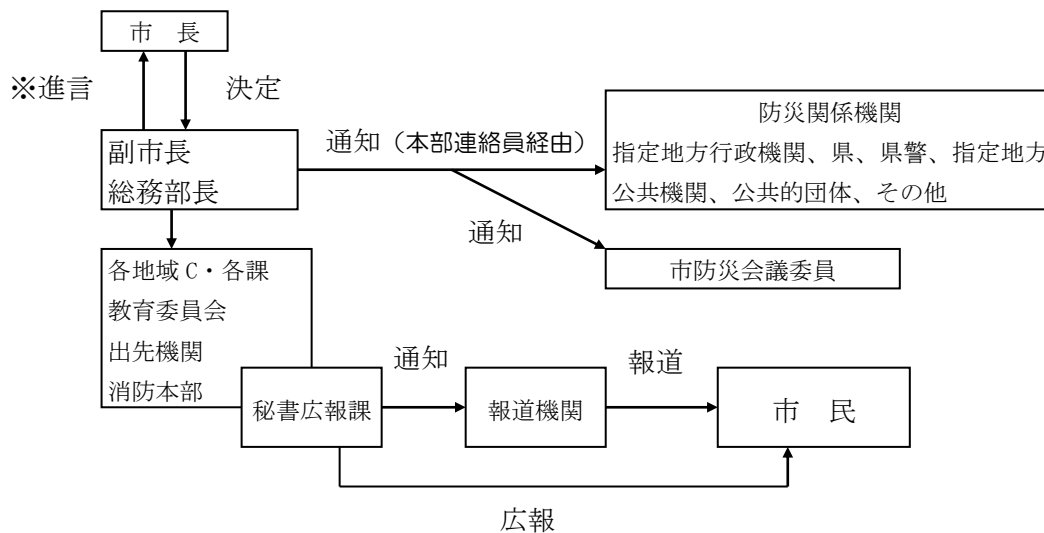 市　長
※進言
決定
副市長
総務部長
通知（本部連絡員経由）
防災関係機関
指定地方行政機関、県、県警、指定地方
公共機関、公共的団体、その他
通知
市防災会議委員
各地域C・各課
教育委員会
出先機関
消防本部
秘書広報課
通知
報道機関
報道
市　民
広報